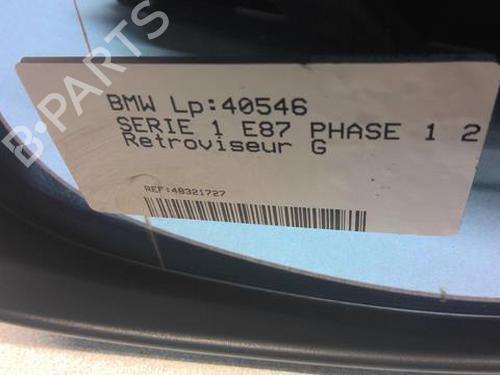 BMW Lp:40546
SERIE 1 E87 PHASE 1 2
Retroviseur G
REF:48321727
B-PARTS